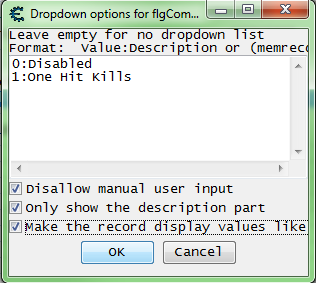 Dropdown options for flgCom...
Leave empty for no dropdown list
Format:  Value:Description or (memreco
0:Disabled
1:One Hit Kills
Disallow manual user input
Only show the description part
Make the record display values like
OK
Cancel